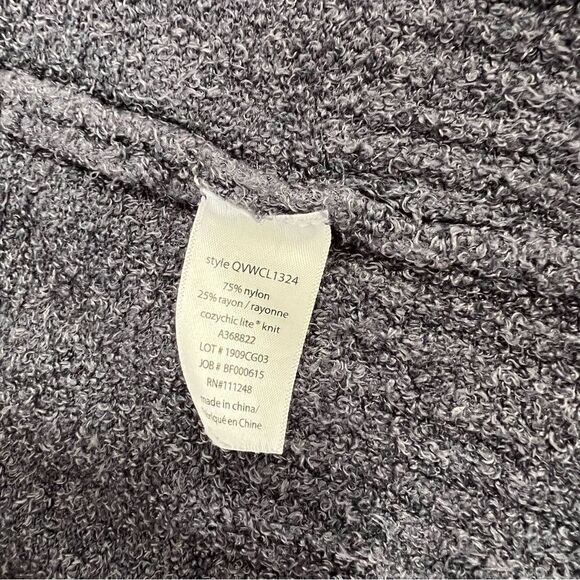 style QVWCL1324
75% nylon
25% rayon / rayonne
cozychic lite® knit
A368822
LOT # 1909CG03
JOB # BF000615
RN#111248
made in china/
en Chine